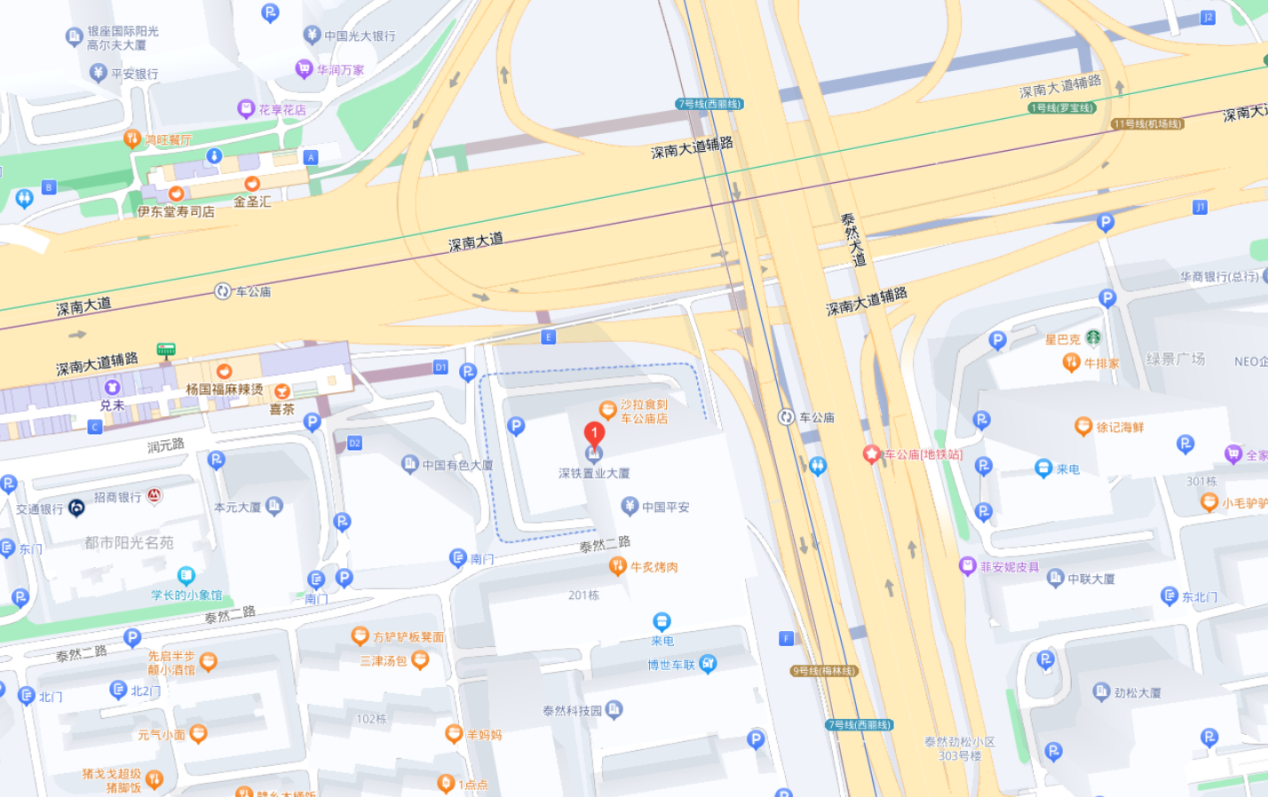 银座国际阳光
高尔夫大厦
P
中国光大银行
J2
平安银行
华润万家
花享花店
7号线(西丽线)
深南大道辅路
1号线(罗宝线)
11号线(机场线)
鸿旺餐厅
深南大道辅路
A
B
金圣汇
伊东堂寿司店
J1
P
泰然大道
深南大道
华商银行(总行)
车公庙
深南大道
深南大道辅路
P
E
星巴克
P
深南大道辅路
牛排家
绿景广场
NEO企
D1
P
杨国福麻辣烫
兑未
喜茶
沙拉食刻
车公庙店
车公庙
P
P
P
C
1
徐记海鲜
润元路
D2
P
P
中国有色大厦
深铁置业大厦
车公庙(地铁站)
P
来电
全家
301栋
P
招商银行
交通银行
本元大厦
中国平安
小毛驴驴
P
P
东门
都市阳光名苑
泰然二路
南门
牛炙烤肉
菲安妮皮具
中联大厦
学长的小象馆
南门
P
201栋
东北门
P
泰然二路
来电
P
方铲铲板凳面
F
泰然二路
先启半步
颠小酒馆
三津汤包
博世车联
9号线(梅林线)
P
北门
北2门
劲松大厦
泰然科技园
102栋
7号线(西丽线)
元气小面
羊妈妈
P
P
泰然劲松小区
303号楼
P
猪戈戈超级
猪脚饭
1点点